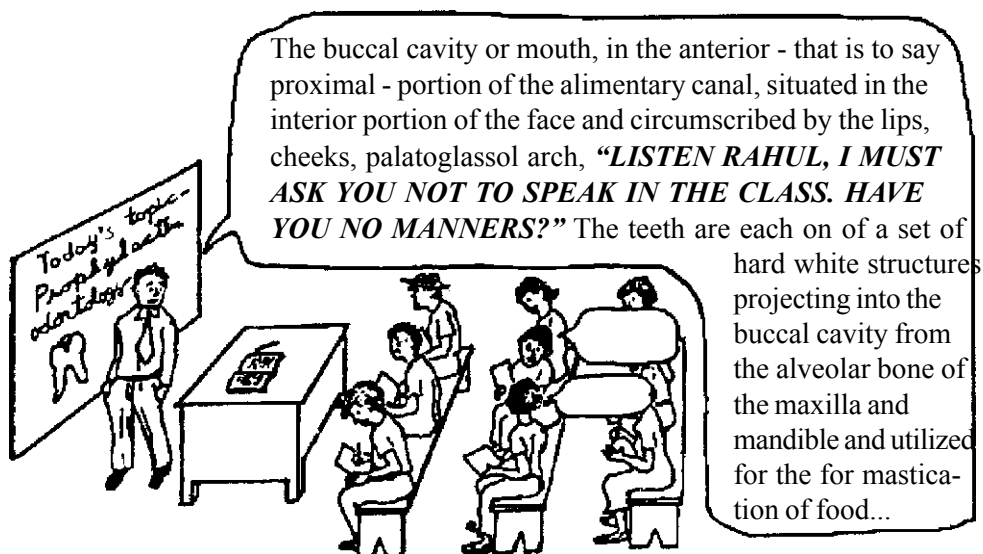 The buccal cavity or mouth, in the anterior - that is to say
proximal - portion of the alimentary canal, situated in the
interior portion of the face and circumscribed by the lips,
cheeks, palatoglassol arch, “LISTEN RAHUL, I MUST
ASK YOU NOT TO SPEAK IN THE CLASS. HAVE
YOU NO MANNERS?” The teeth are each on of a set of
hard white structures
projecting into the
buccal cavity from
the alveolar bone of
the maxilla and
mandible and utilized
for the for mastica-
tion of food...
Today's topic-